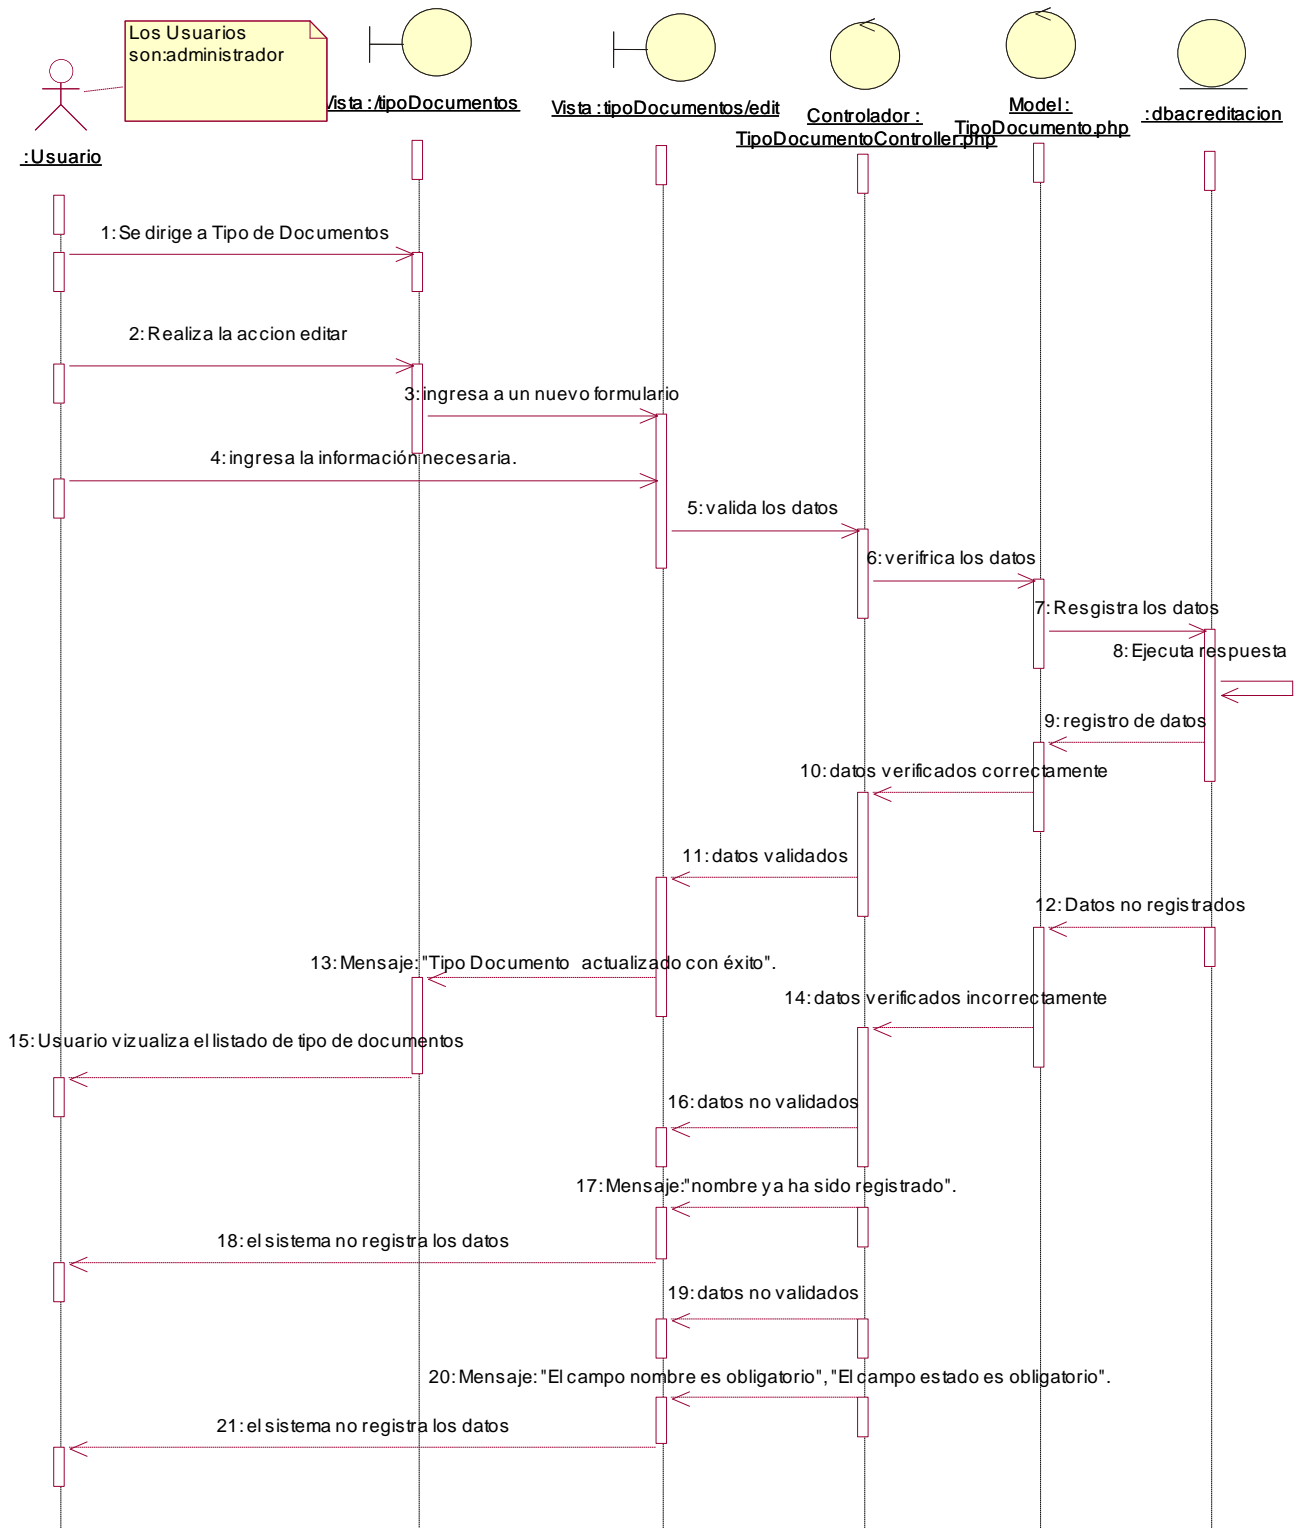 Los Usuarios
son:administrador
:Usuario
Vista :/tipoDocumentos
Vista :tipoDocumentos/edit
Controlador :
TipoDocumentoController.php
Model :
TipoDocumento.php
:dbacreditacion
1: Se dirige a Tipo de Documentos
2: Realiza la accion editar
3: ingresa a un nuevo formulario
4: ingresa la información necesaria.
5: valida los datos
6: verifrica los datos
7: Resgistra los datos
8: Ejecuta respuesta
9: registro de datos
10: datos verificados correctamente
11: datos validados
12: Datos no registrados
13: Mensaje: "Tipo Documento actualizado con éxito".
14: datos verificados incorrectamente
15: Usuario vizualiza el listado de tipo de documentos
16: datos no validados
17: Mensaje:"nombre ya ha sido registrado".
18: el sistema no registra los datos
19: datos no validados
20: Mensaje: "El campo nombre es obligatorio", "El campo estado es obligatorio".
21: el sistema no registra los datos